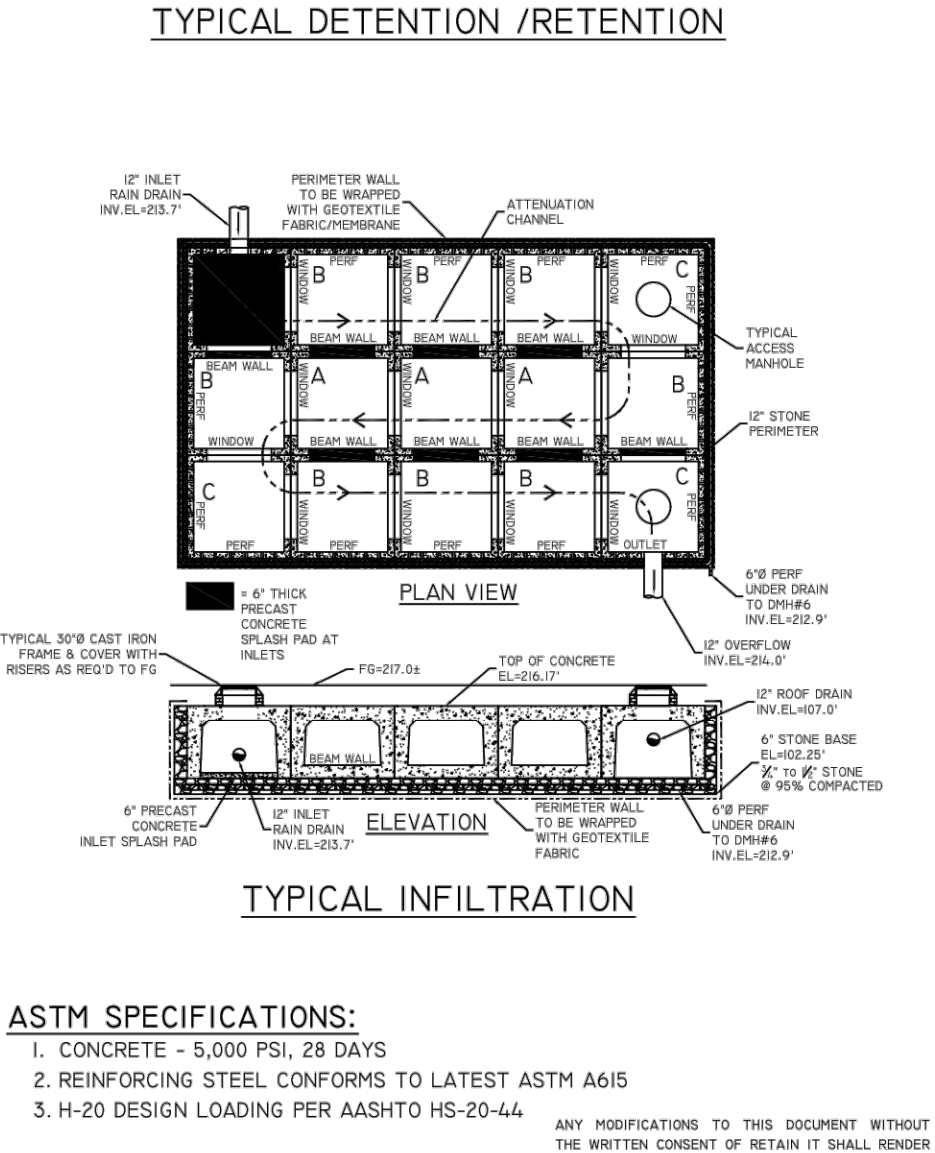 TYPICAL DETENTION /RETENTION
12" INLET
RAIN DRAIN
INV.EL=213.7'
PERIMETER WALL
TO BE WRAPPED
WITH GEOTEXTILE
FABRIC/MEMBRANE
ATTENUATION
CHANNEL
PERF
PERF
PERF
PERF
B
B
B
C
WINDOW
WINDOW
WINDOW
PERF
BEAM WALL
BEAM WALL
BEAM WALL
WINDOW
TYPICAL
ACCESS
MANHOLE
BEAM WALL
B
A
A
A
B
PERF
WINDOW
WINDOW
WINDOW
PERF
WINDOW
BEAM WALL
BEAM WALL
BEAM WALL
BEAM WALL
12" STONE
PERIMETER
C
B
B
B
C
PERF
WINDOW
WINDOW
WINDOW
PERF
PERF
PERF
PERF
PERF
OUTLET
= 6" THICK
PRECAST
CONCRETE
SPLASH PAD AT
INLETS
PLAN VIEW
6"Ø PERF
UNDER DRAIN
TO DMH#6
INV.EL=212.9'
12" OVERFLOW
INV.EL=214.0'
TYPICAL 30"Ø CAST IRON
FRAME & COVER WITH
RISERS AS REQ'D TO FG
FG=217.0±
TOP OF CONCRETE
EL=216.17'
12" ROOF DRAIN
INV.EL=107.0'
6" STONE BASE
EL=102.25'
¾" TO 1½" STONE
@ 95% COMPACTED
BEAM WALL
6" PRECAST
CONCRETE
INLET SPLASH PAD
12" INLET
RAIN DRAIN
INV.EL=213.7'
ELEVATION
PERIMETER WALL
TO BE WRAPPED
WITH GEOTEXTILE
FABRIC
6"Ø PERF
UNDER DRAIN
TO DMH#6
INV.EL=212.9'
TYPICAL INFILTRATION
ASTM SPECIFICATIONS:
1. CONCRETE - 5,000 PSI, 28 DAYS
2. REINFORCING STEEL CONFORMS TO LATEST ASTM A615
3. H-20 DESIGN LOADING PER AASHTO HS-20-44
ANY MODIFICATIONS TO THIS DOCUMENT WITHOUT
THE WRITTEN CONSENT OF RETAIN IT SHALL RENDER